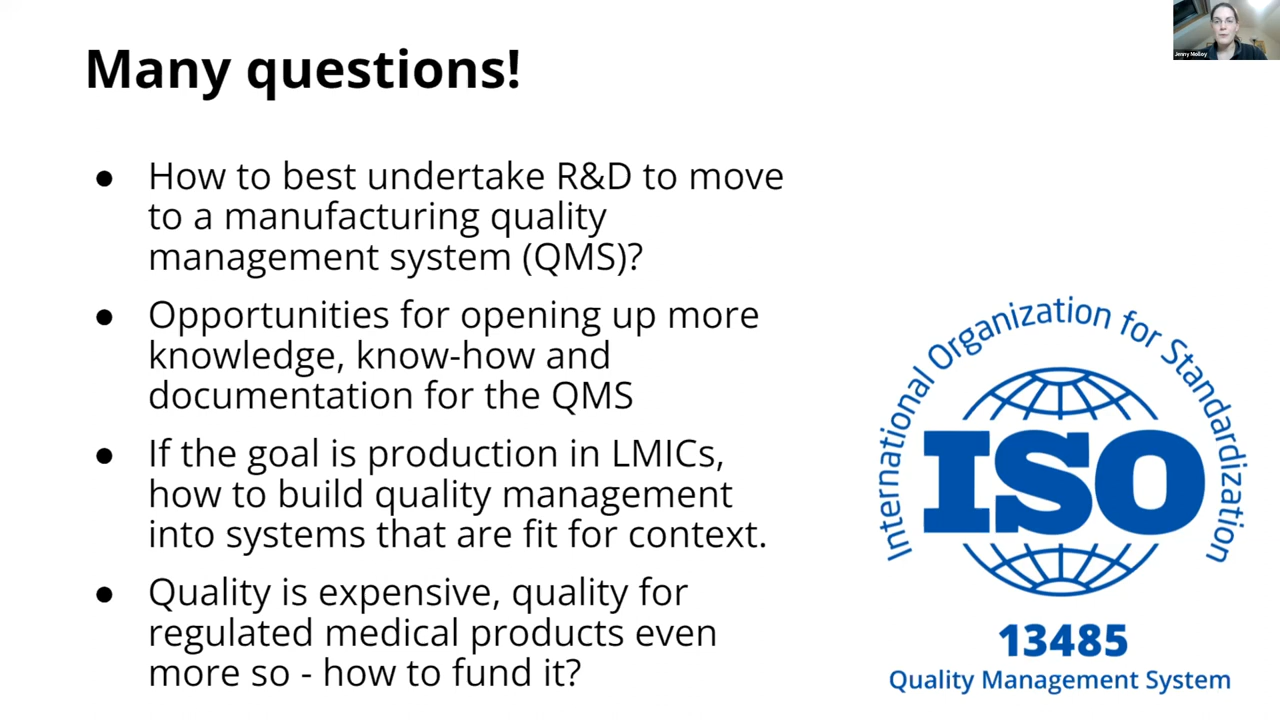 Many questions!
● How to best undertake R&D to move
to a manufacturing quality
management system (QMS)?
● Opportunities for opening up more
knowledge, know-how and
documentation for the QMS
● If the goal is production in LMICs,
how to build quality management
into systems that are fit for context.
● Quality is expensive, quality for
regulated medical products even
more so - how to fund it?
Jenny Molloy
International Organization for Standardization
ISO
13485
Quality Management System